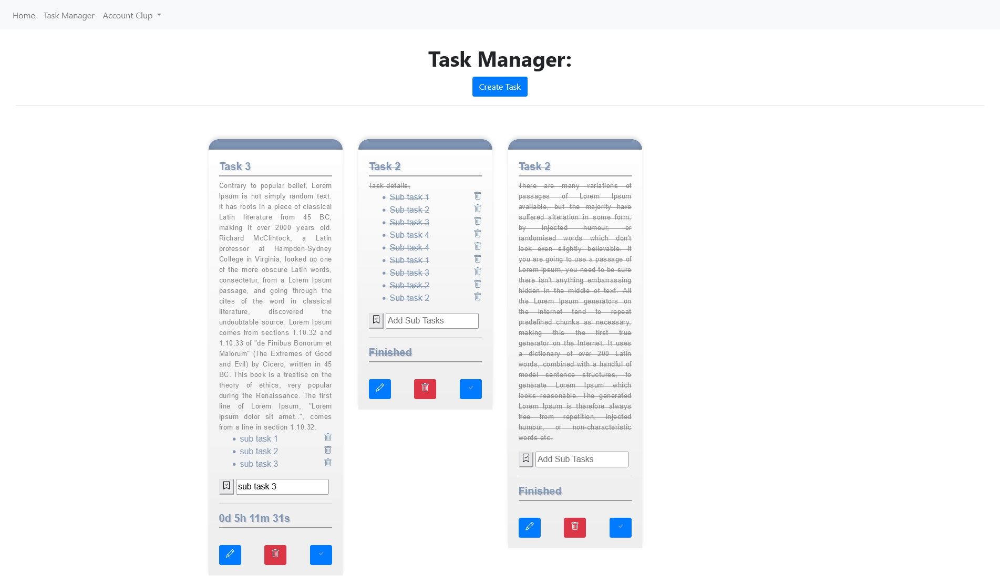 Home Task Manager Account Clup
Task Manager:
Create Task
Task 3
Contrary to popular belief, Lorem
Ipsum is not simply random text.
It has roots in a piece of classical
Latin literature from 45 BC,
making it over 2000 years old.
Richard McClintock, a Latin
professor at Hampden-Sydney
College in Virginia, looked up one
of the more obscure Latin words,
consectetur, from a Lorem Ipsum
passage, and going through the
cites of the word in classical
literature, discovered the
undoubtable source. Lorem Ipsum
comes from sections 1.10.32 and
1.10.33 of "de Finibus Bonorum et
Malorum" (The Extremes of Good
and Evil) by Cicero, written in 45
BC. This book is a treatise on the
theory of ethics, very popular
during the Renaissance. The first
line of Lorem Ipsum, "Lorem
ipsum dolor sit amet..", comes
from a line in section 1.10.32.
sub task 1
sub task 2
sub task 3
sub task 3
0d 5h 11m 31s
Task 2
Task details,
Sub task 1
Sub task 2
Sub task 3
Sub task 4
Sub task 4
Sub task 1
Sub task 3
Sub task 2
Sub task 2
Add Sub Tasks
Finished
Task 2
There are many variations of
passages of Lorem Ipsum
available, but the majority have
suffered alteration in some form,
by injected humour, or
randomised words which don't
look even slightly believable. If
you are going to use a passage of
Lorem Ipsum, you need to be sure
there isn't anything embarrassing
hidden in the middle of text. All
the Lorem Ipsum generators on
the Internet tend to repeat
predefined chunks as necessary,
making this the first true
generator on the Internet. It uses
a dictionary of over 200 Latin
words, combined with a handful of
model sentence structures, to
generate Lorem Ipsum which
looks reasonable. The generated
Lorem Ipsum is therefore always
free from repetition, injected
humour, or non-characteristic
words etc.
Add Sub Tasks
Finished